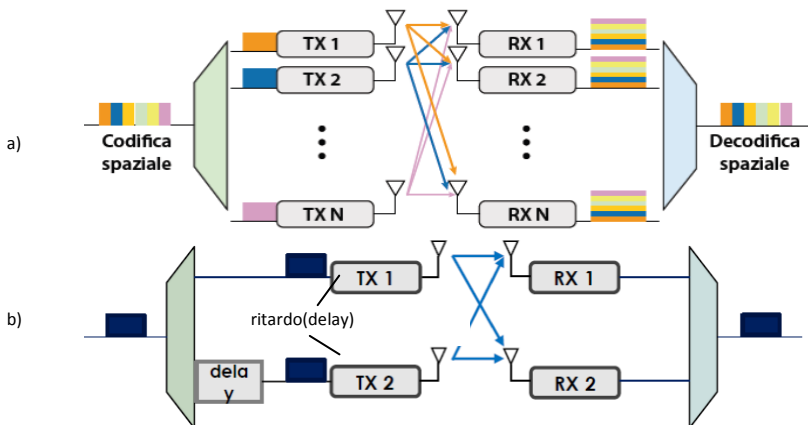 TX 1
RX 1
TX 2
RX 2
a)
Codifica
spaziale
Decodifica
spaziale
TX N
RX N
TX 1
RX 1
b)
ritardo(delay)
dela
y
TX 2
RX 2